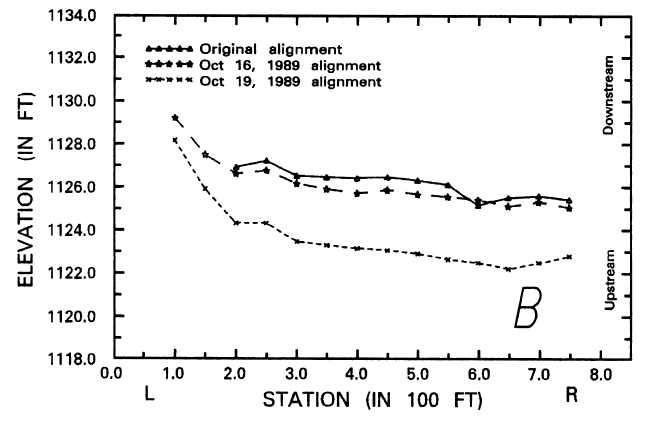 1134.0
1132.0
1130.0
1128.0
1126.0
1124.0
1122.0
1120.0
1118.0
ELEVATION (IN FT)
Original alignment
Oct 16, 1989 alignment
Oct 19, 1989 alignment
Downstream
Upstream
B
0.0 1.0 2.0 3.0 4.0 5.0 6.0 7.0 8.0
L STATION (IN 100 FT) R